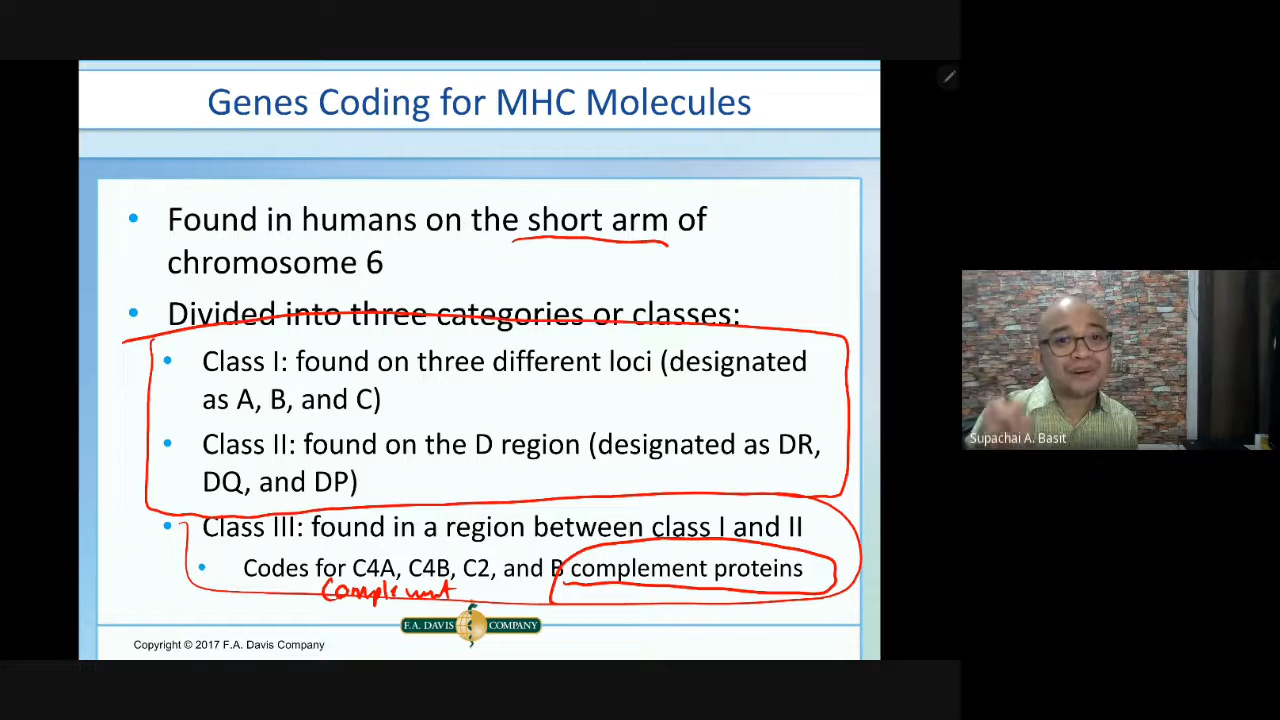 Genes Coding for MHC Molecules
• Found in humans on the short arm of
chromosome 6
• Divided into three categories or classes:
• Class I: found on three different loci (designated
as A, B, and C)
• Class II: found on the D region (designated as DR,
DQ, and DP)
• Class III: found in a region between class I and II
• Codes for C4A, C4B, C2, and B complement proteins
Complement
F.A. DAVIS COMPANY
Copyright © 2017 F.A. Davis Company
Supachai A. Basit